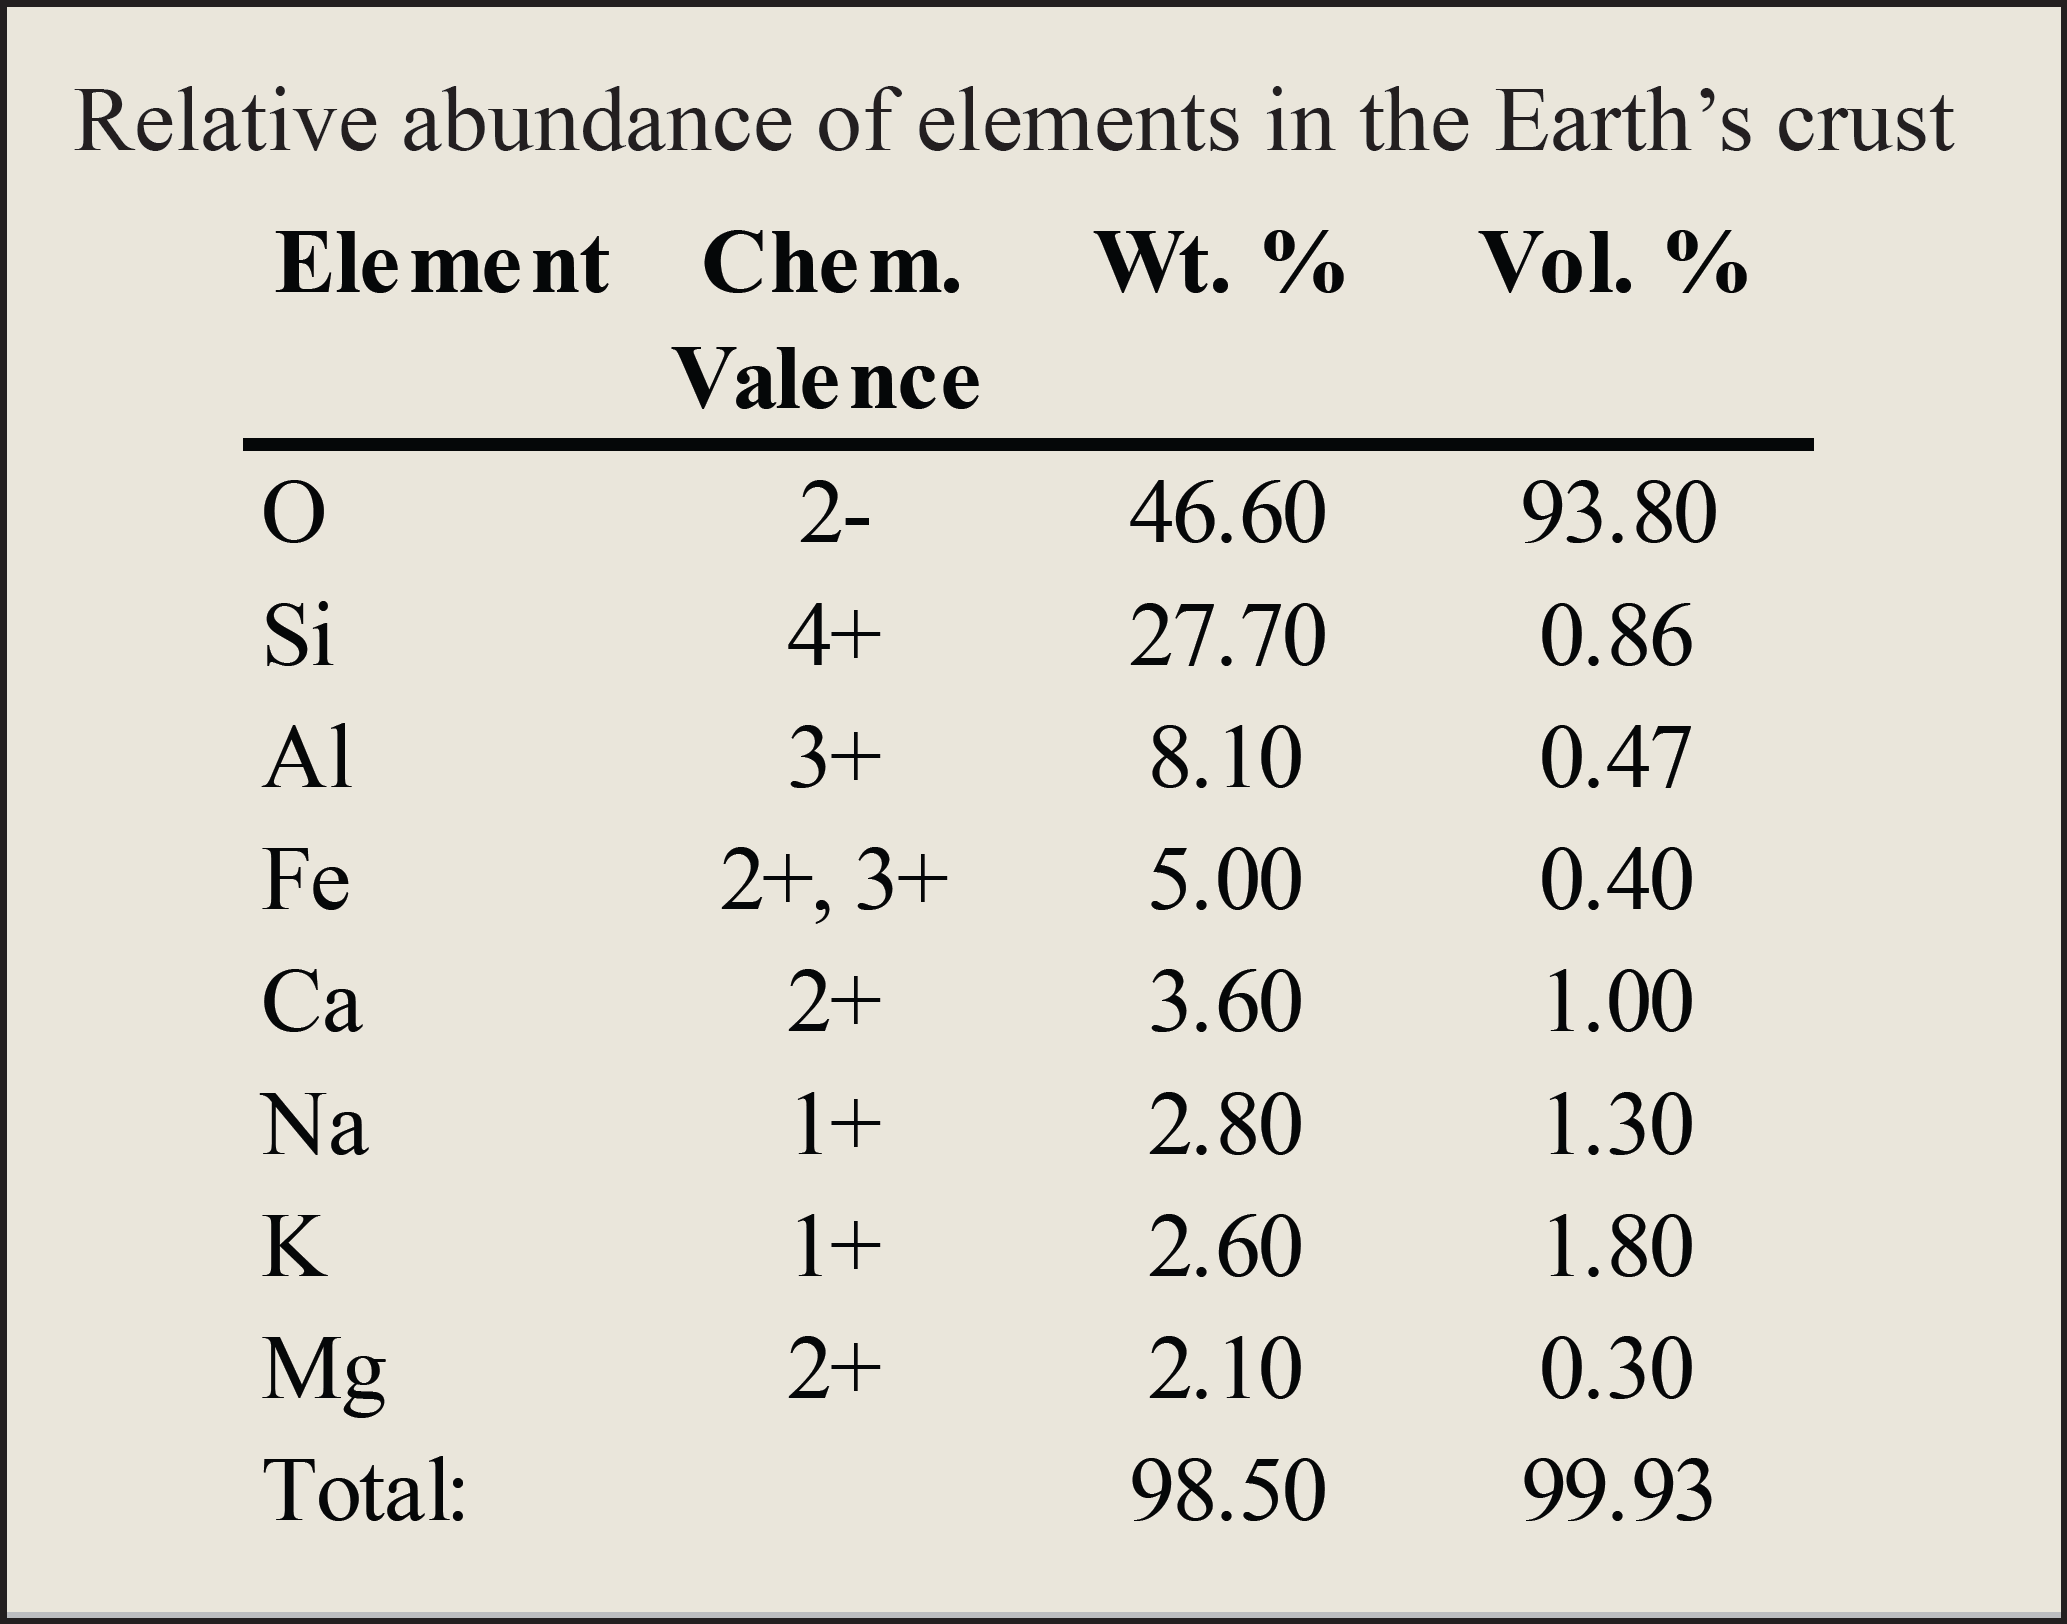 Relative abundance of elements in the Earth’s crust
Element Chem. Wt. % Vol. %
Valence
O 2- 46.60 93.80
Si 4+ 27.70 0.86
Al 3+ 8.10 0.47
Fe 2+, 3+ 5.00 0.40
Ca 2+ 3.60 1.00
Na 1+ 2.80 1.30
K 1+ 2.60 1.80
Mg 2+ 2.10 0.30
Total: 98.50 99.93